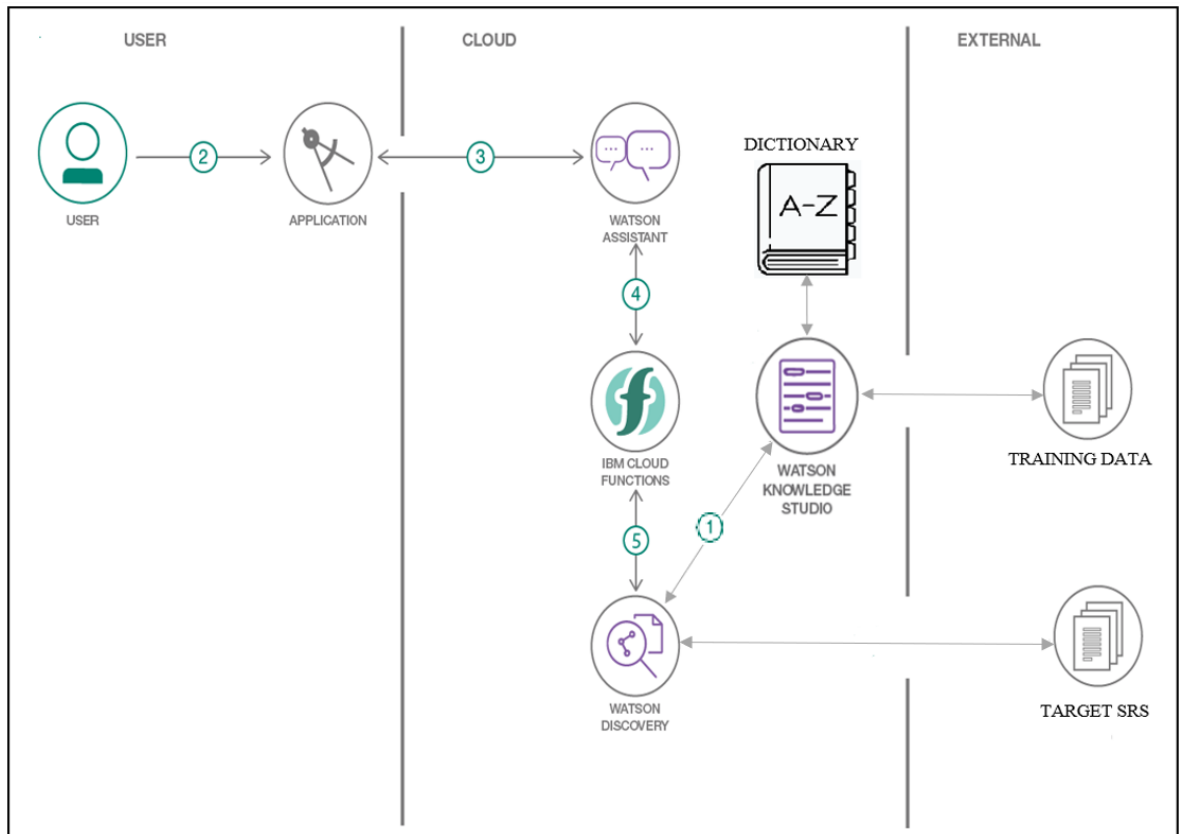 USER
CLOUD
EXTERNAL
2
3
USER
APPLICATION
WATSON
ASSISTANT
DICTIONARY
A-Z
4
IBM CLOUD
FUNCTIONS
WATSON
KNOWLEDGE
STUDIO
TRAINING DATA
1
5
WATSON
DISCOVERY
TARGET SRS